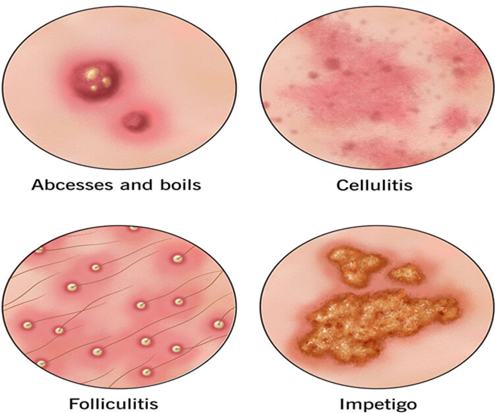 Abcesses and boils
Cellulitis
Folliculitis
Impetigo